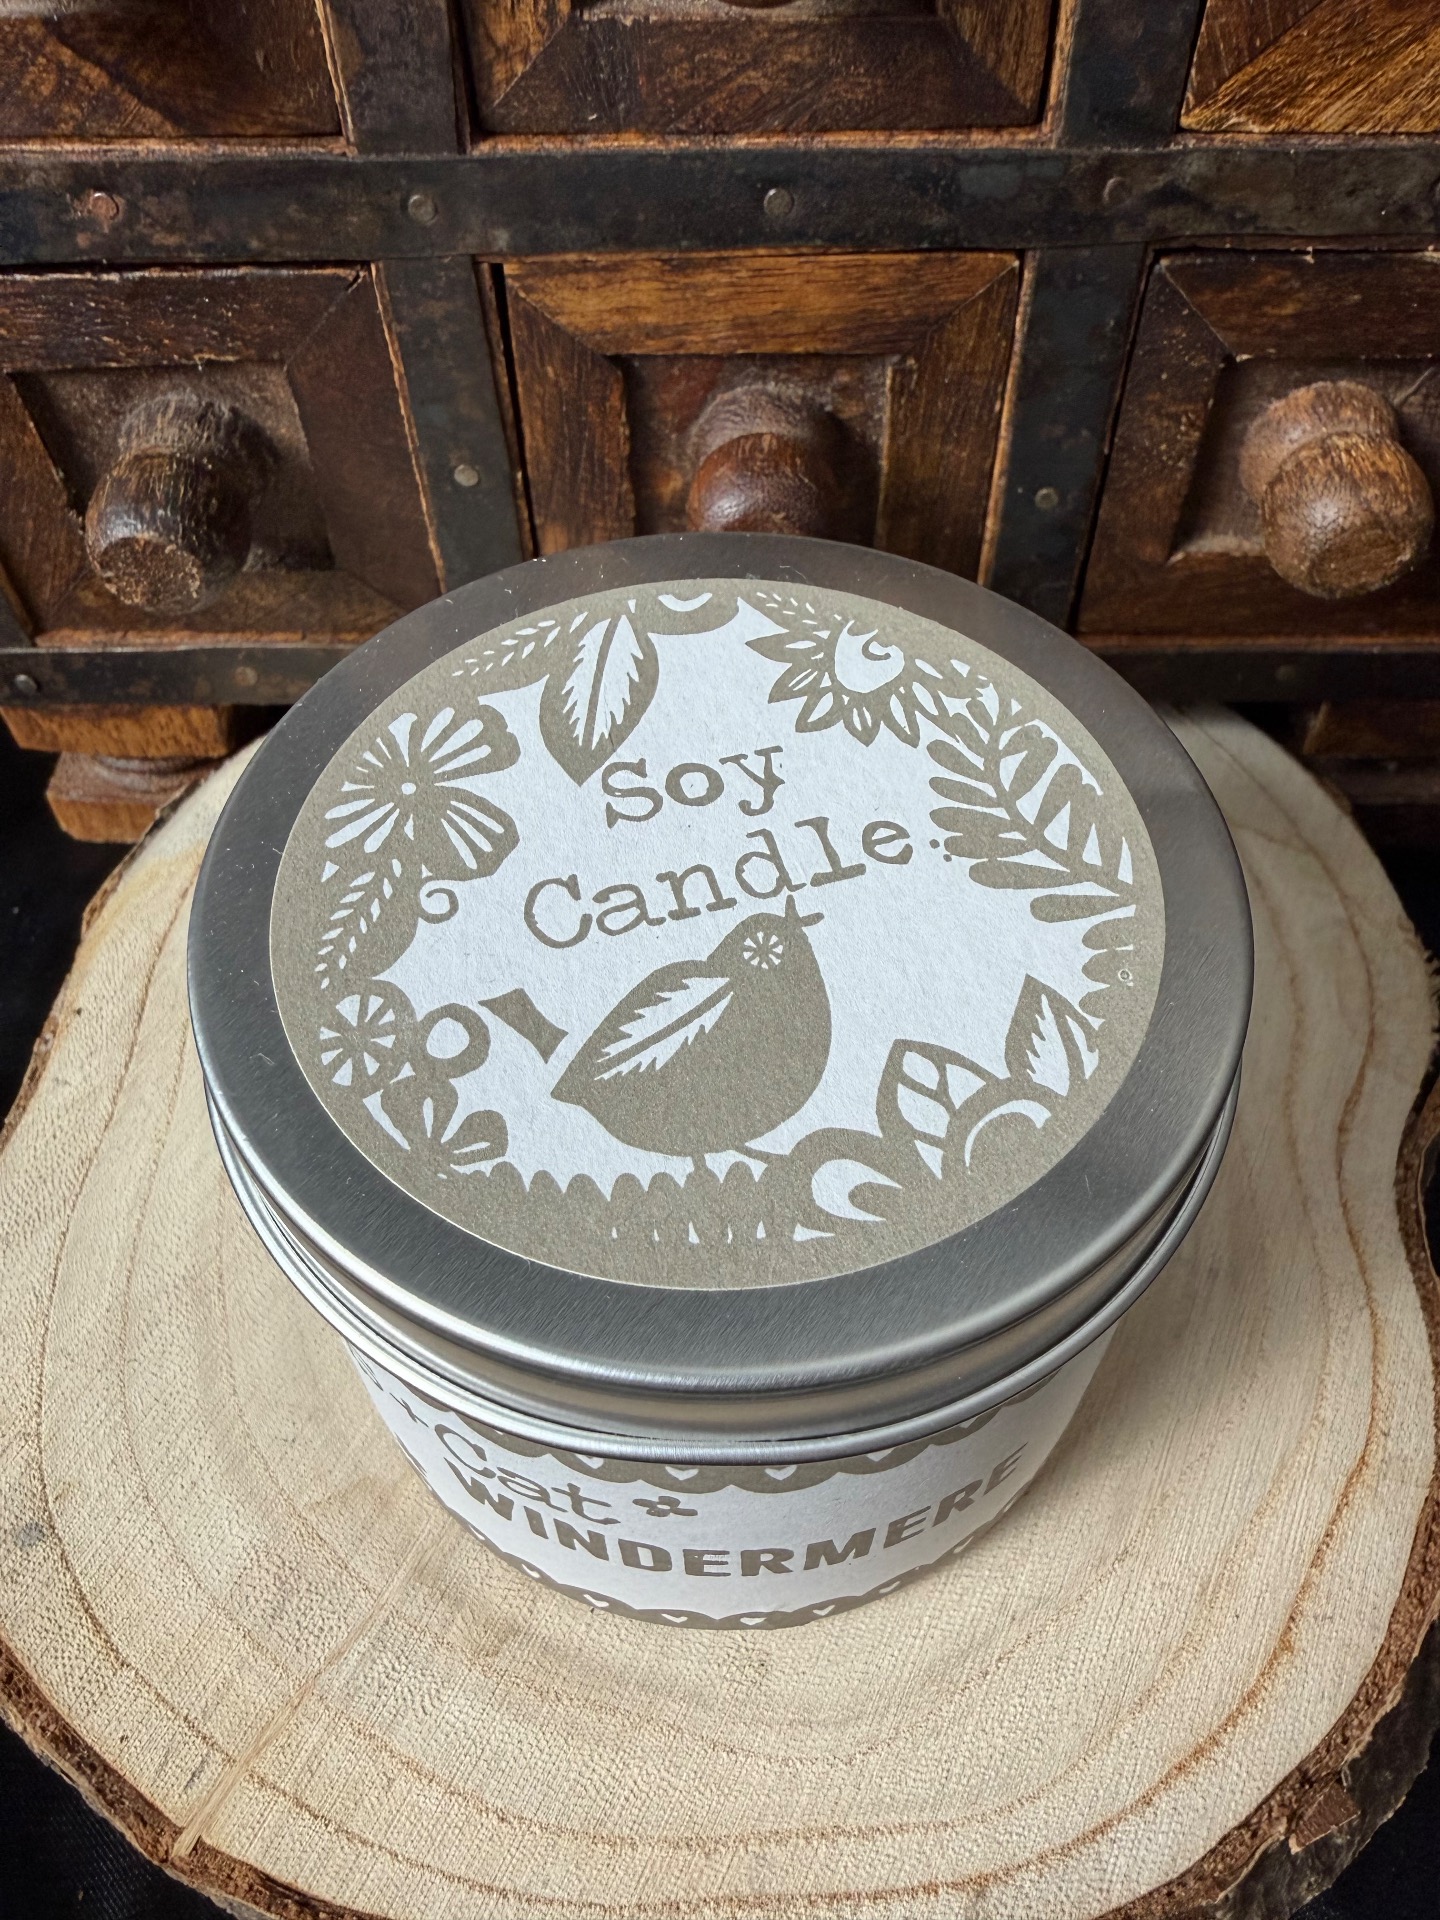 Soy
Candle
+ Cat
WINDERMERE